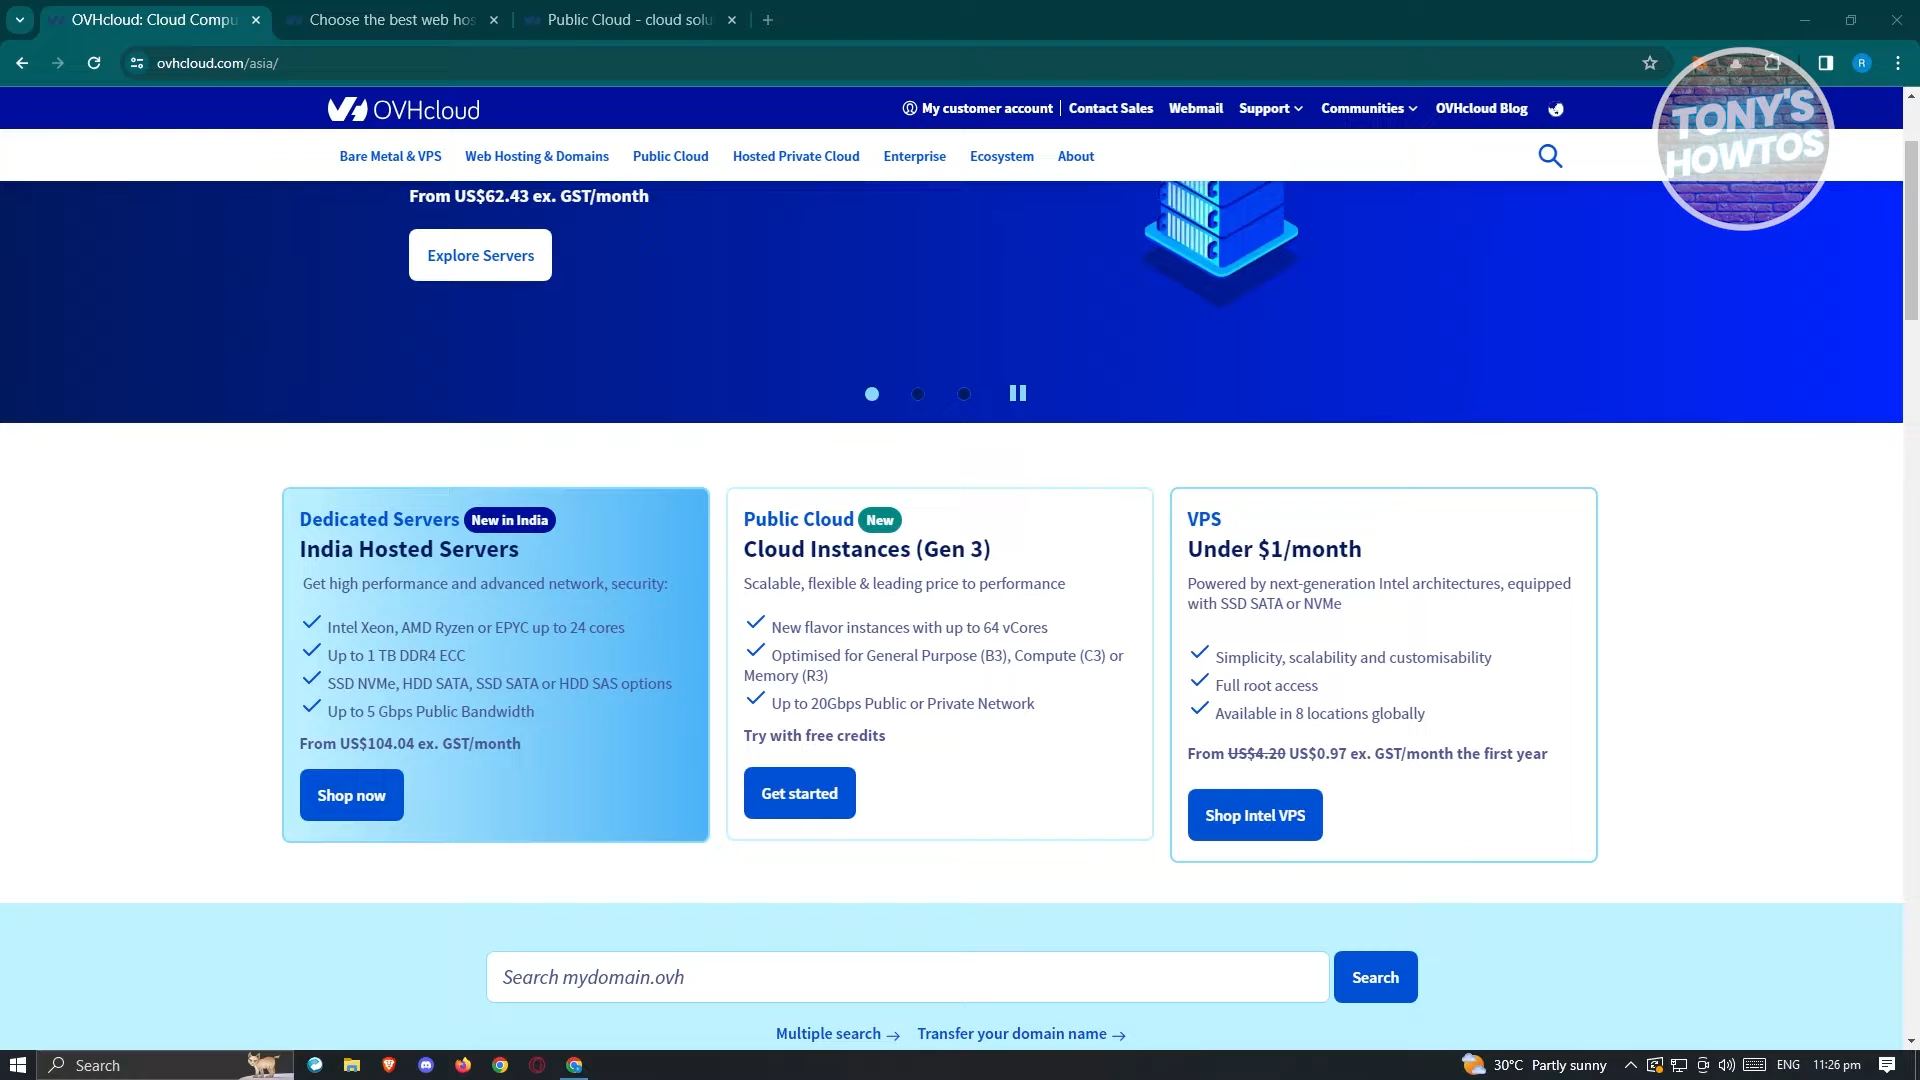 OVHcloud: Cloud Compu
Choose the best web hos
Public Cloud - cloud solu
ovhcloud.com/asia/
R
TONY'S
HOWTOS
OVHcloud
My customer account
Contact Sales
Webmail
Support
Communities
OVHcloud Blog
Bare Metal & VPS
Web Hosting & Domains
Public Cloud
Hosted Private Cloud
Enterprise
Ecosystem
About
From US$62.43 ex. GST/month
Explore Servers
Dedicated Servers New in India
India Hosted Servers
Get high performance and advanced network, security:
Intel Xeon, AMD Ryzen or EPYC up to 24 cores
Up to 1 TB DDR4 ECC
SSD NVMe, HDD SATA, SSD SATA or HDD SAS options
Up to 5 Gbps Public Bandwidth
From US$104.04 ex. GST/month
Shop now
Public Cloud New
Cloud Instances (Gen 3)
Scalable, flexible & leading price to performance
New flavor instances with up to 64 vCores
Optimised for General Purpose (B3), Compute (C3) or
Memory (R3)
Up to 20Gbps Public or Private Network
Try with free credits
Get started
VPS
Under $1/month
Powered by next-generation Intel architectures, equipped
with SSD SATA or NVMe
Simplicity, scalability and customisability
Full root access
Available in 8 locations globally
From US$4.20 US$0.97 ex. GST/month the first year
Shop Intel VPS
Search mydomain.ovh
Search
Multiple search →
Transfer your domain name →
Search
30°C Partly sunny
ENG
11:26 pm